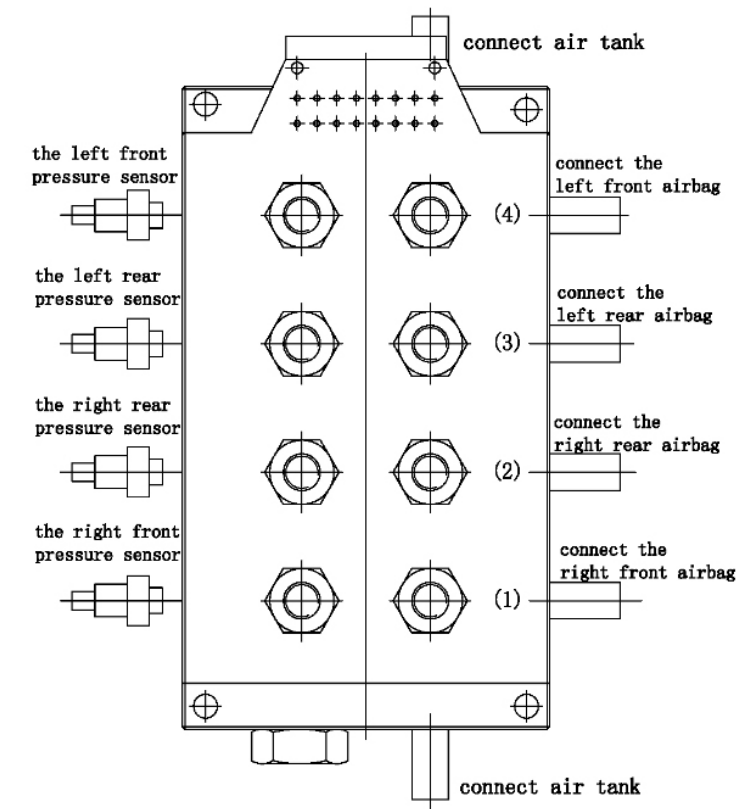 connect air tank
the left front
pressure sensor
connect the
left front airbag
(4)
the left rear
pressure sensor
connect the
left rear airbag
(3)
the right rear
pressure sensor
connect the
right rear airbag
(2)
the right front
pressure sensor
connect the
right front airbag
(1)
connect air tank